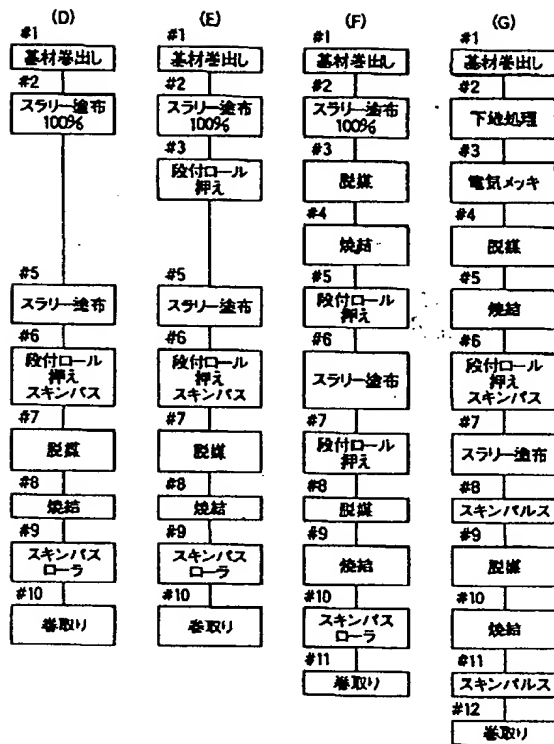 (D)
#1
基材巻出し
#2
スラリー塗布
100%
#5
スラリー塗布
#6
段付ロール
押え
スキンパス
#7
脱媒
#8
焼結
#9
スキンパス
ローラ
#10
巻取り
(E)
#1
基材巻出し
#2
スラリー塗布
100%
#3
段付ロール
押え
#5
スラリー塗布
#6
段付ロール
押え
スキンパス
#7
脱媒
#8
焼結
#9
スキンパス
ローラ
#10
巻取り
(F)
#1
基材巻出し
#2
スラリー塗布
100%
#3
脱媒
#4
焼結
#5
段付ロール
押え
#6
スラリー塗布
#7
段付ロール
押え
#8
脱媒
#9
焼結
#10
スキンパス
ローラ
#11
巻取り
(G)
#1
基材巻出し
#2
下地処理
#3
電気メッキ
#4
脱媒
#5
焼結
#6
段付ロール
押え
スキンパス
#7
スラリー塗布
#8
スキンパルス
#9
脱媒
#10
焼結
#11
スキンパルス
#12
巻取り